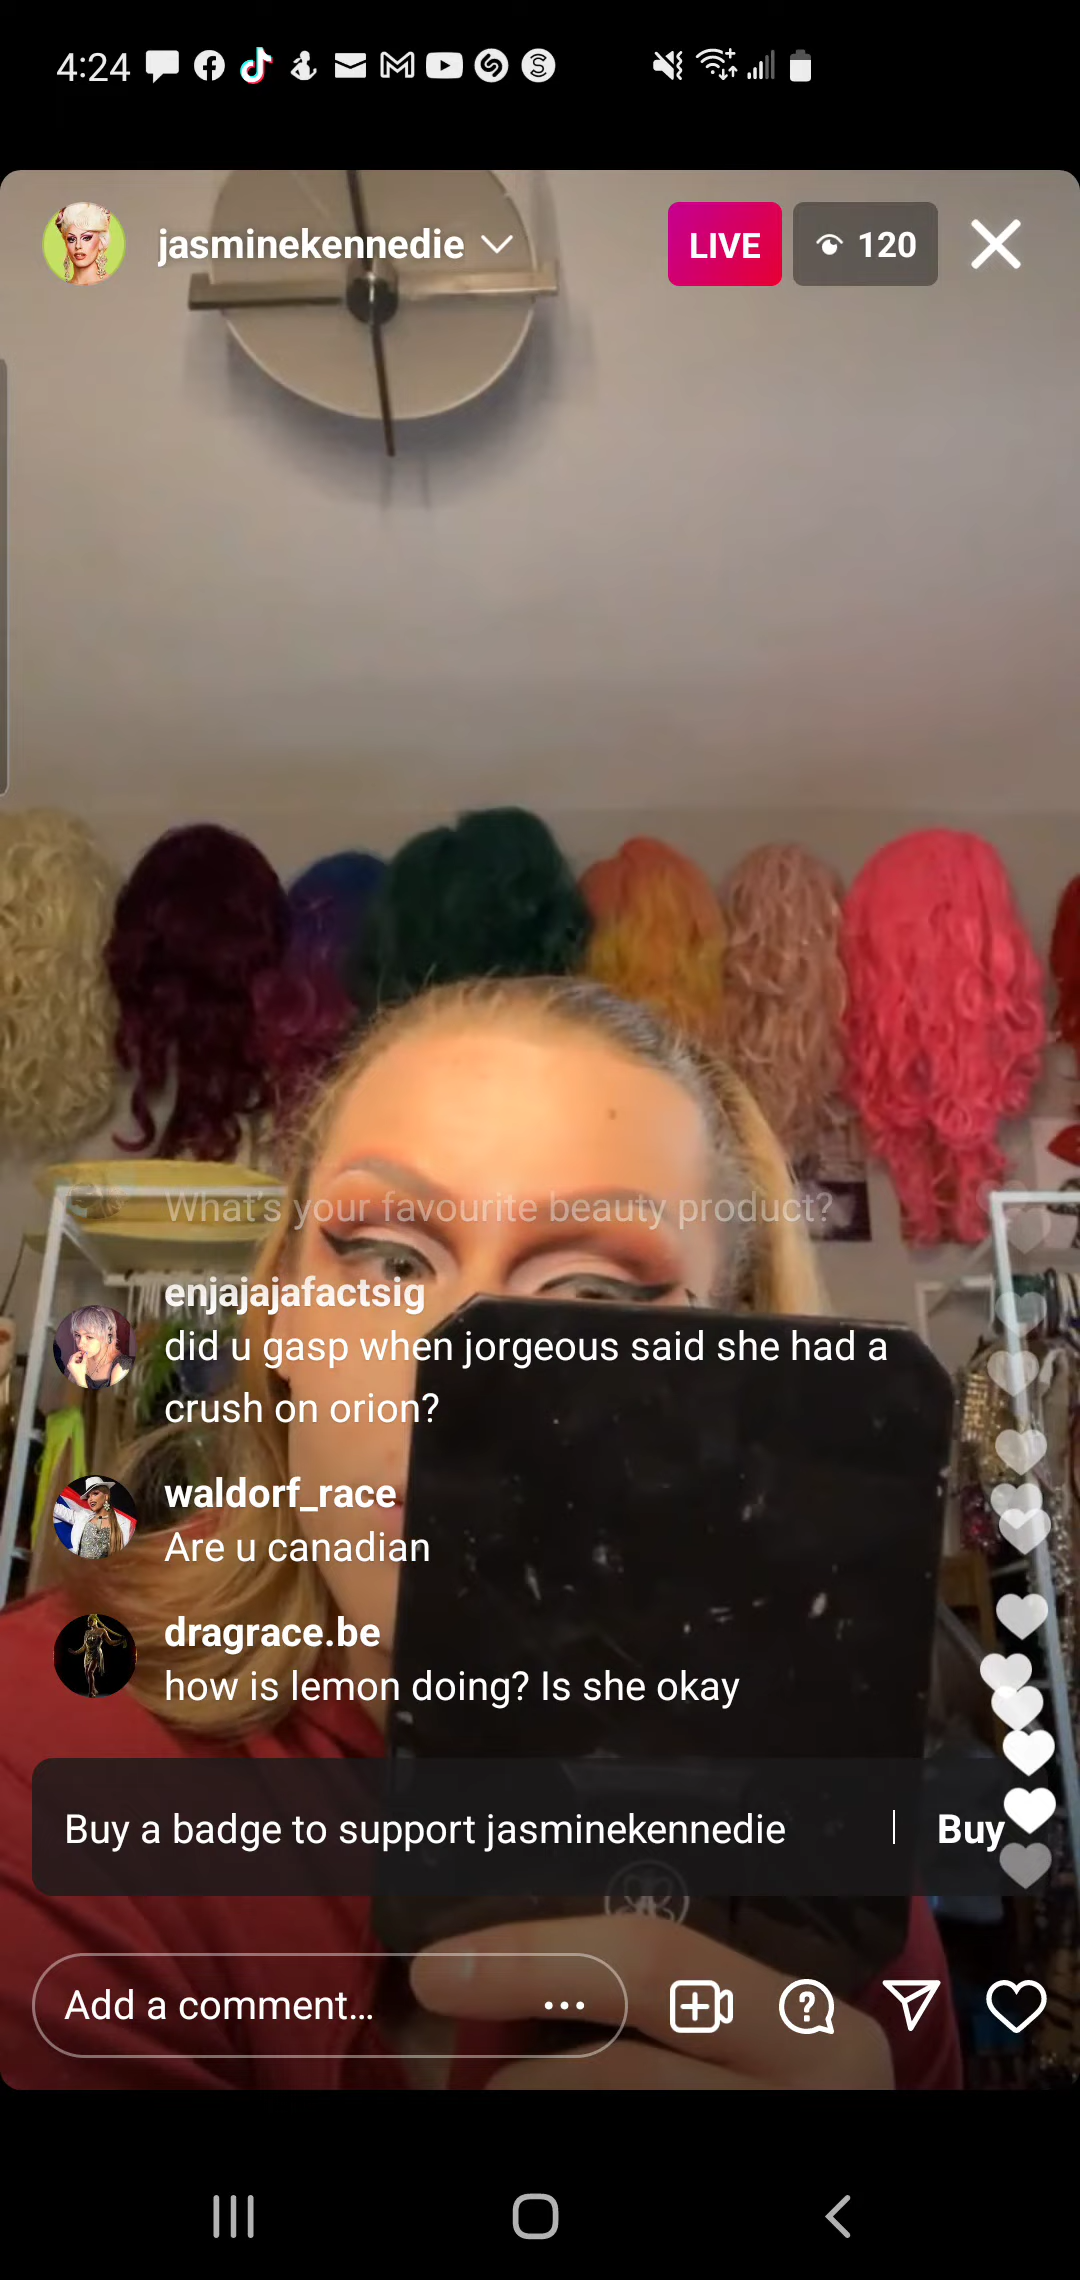 4:24
jasminekennedie
LIVE
120
What's your favourite beauty product?
enjajajafactsig
did u gasp when jorgeous said she had a
crush on orion?
waldorf_race
Are u canadian
dragrace.be
how is lemon doing? Is she okay
Buy a badge to support jasminekennedie | Buy
Add a comment...